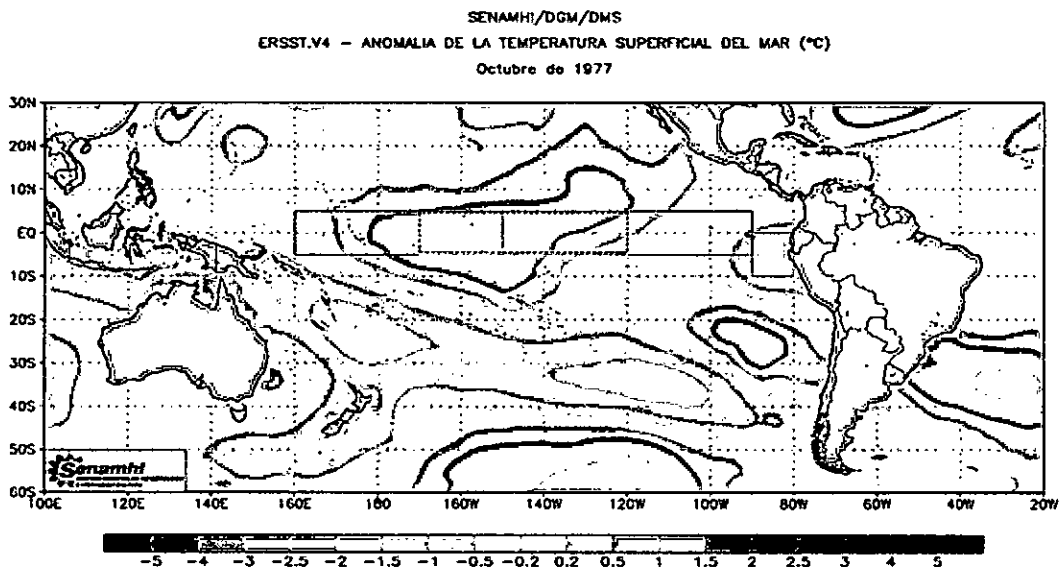 SENAMHI/DGM/DMS
ERSST.V4 - ANOMALIA DE LA TEMPERATURA SUPERFICIAL DEL MAR (°C)
Octubre de 1977
30N
20N
10N
EQ
10S
20S
30S
40S
50S
60S
Senamhi
100E 120E 140E 160E 180 160W 140W 120W 100W 80W 60W 40W 20W
-5 -4 -3 -2.5 -2 -1.5 -1 -0.5 -0.2 0.2 0.5 1 1.5 2 2.5 3 4 5